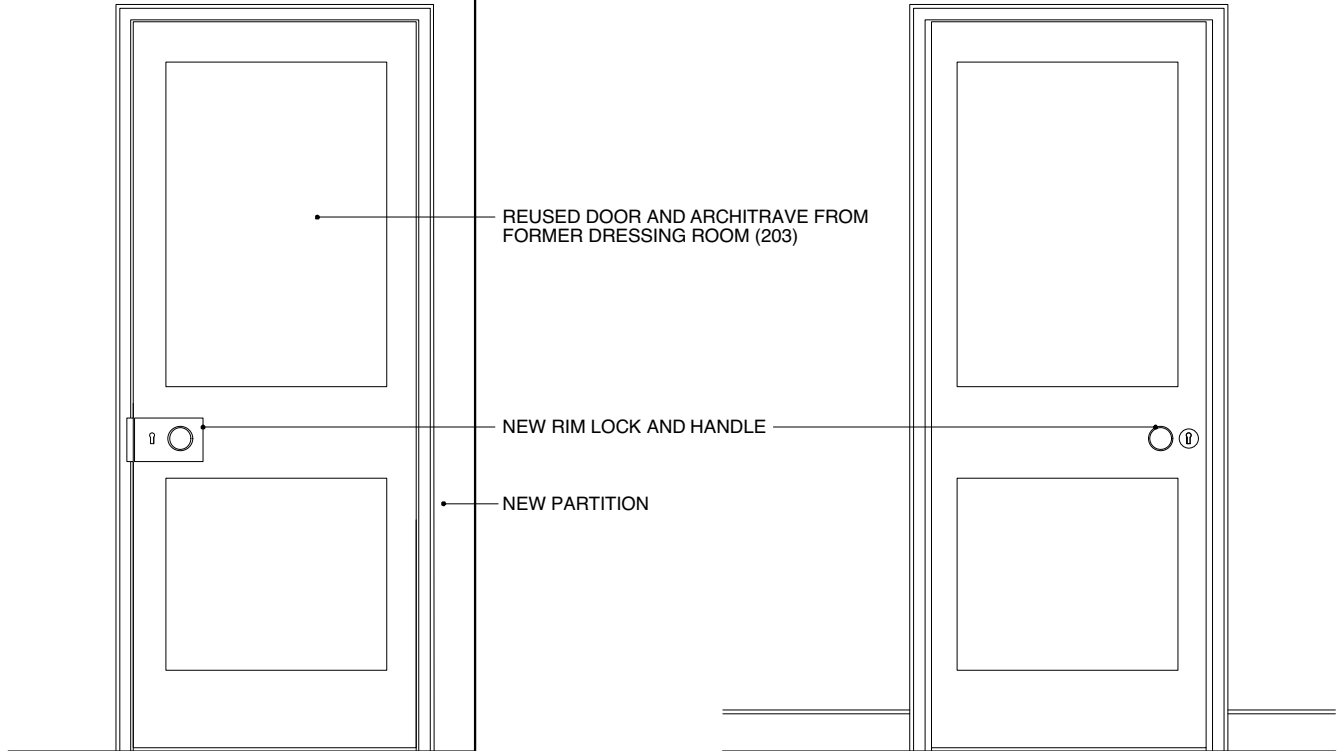 REUSED DOOR AND ARCHITRAVE FROM
FORMER DRESSING ROOM (203)
NEW RIM LOCK AND HANDLE
NEW PARTITION